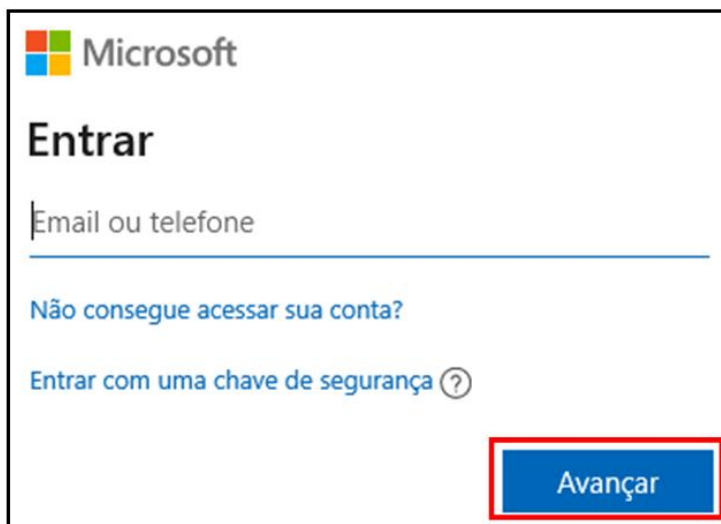 Microsoft
Entrar
Email ou telefone
Não consegue acessar sua conta?
Entrar com uma chave de segurança ?
Avançar